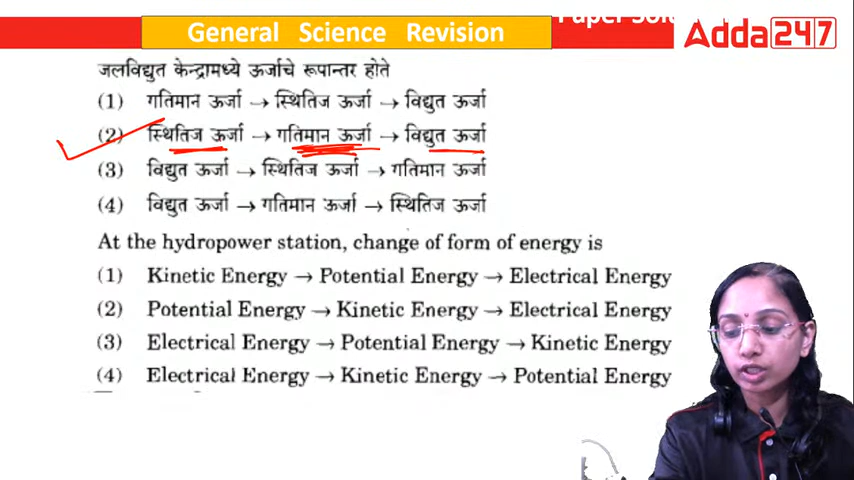 Paper Solution
General Science Revision
Adda247
जलविद्युत केन्द्रामध्ये ऊर्जाचे रूपान्तर होते
(1) गतिमान ऊर्जा → स्थितिज ऊर्जा → विद्युत ऊर्जा
(2) स्थितिज ऊर्जा → गतिमान ऊर्जा → विद्युत ऊर्जा
(3) विद्युत ऊर्जा → स्थितिज ऊर्जा → गतिमान ऊर्जा
(4) विद्युत ऊर्जा → गतिमान ऊर्जा → स्थितिज ऊर्जा
At the hydropower station, change of form of energy is
(1) Kinetic Energy → Potential Energy → Electrical Energy
(2) Potential Energy → Kinetic Energy → Electrical Energy
(3) Electrical Energy → Potential Energy → Kinetic Energy
(4) Electrical Energy → Kinetic Energy → Potential Energy